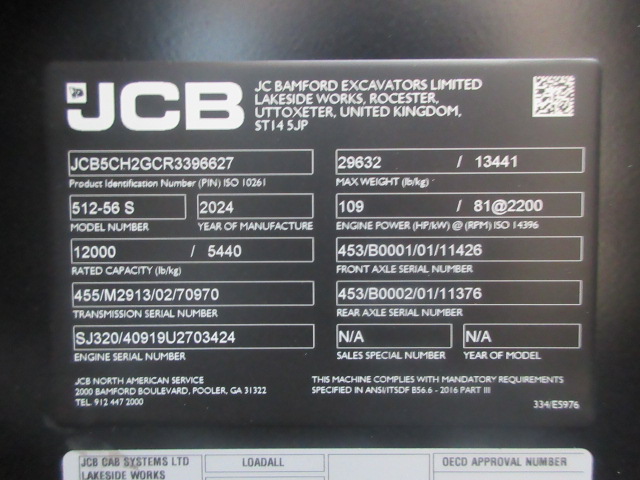 JCB
JC BAMFORD EXCAVATORS LIMITED
LAKESIDE WORKS, ROCESTER,
UTTOXETER, UNITED KINGDOM,
ST14 5JP
JCB5CH2GCR3396627
Product Identification Number (PIN) ISO 10261
29632 / 13441
MAX WEIGHT (lb/kg)
512-56 S
MODEL NUMBER
2024
YEAR OF MANUFACTURE
109 / 81@2200
ENGINE POWER (HP/kW) @ (RPM) ISO 14396
12000 / 5440
RATED CAPACITY (lb/kg)
453/B0001/01/11426
FRONT AXLE SERIAL NUMBER
455/M2913/02/70970
TRANSMISSION SERIAL NUMBER
453/B0002/01/11376
REAR AXLE SERIAL NUMBER
SJ320/40919U2703424
ENGINE SERIAL NUMBER
N/A
SALES SPECIAL NUMBER
N/A
YEAR OF MODEL
JCB NORTH AMERICAN SERVICE
2000 BAMFORD BOULEVARD, POOLER, GA 31322
TEL. 912 447 2000
THIS MACHINE COMPLIES WITH MANDATORY REQUIREMENTS
SPECIFIED IN ANSI/ITSDF B56.6 - 2016 PART III
334/E5976
JCB CAB SYSTEMS LTD
LAKESIDE WORKS
LOADALL
OECD APPROVAL NUMBER